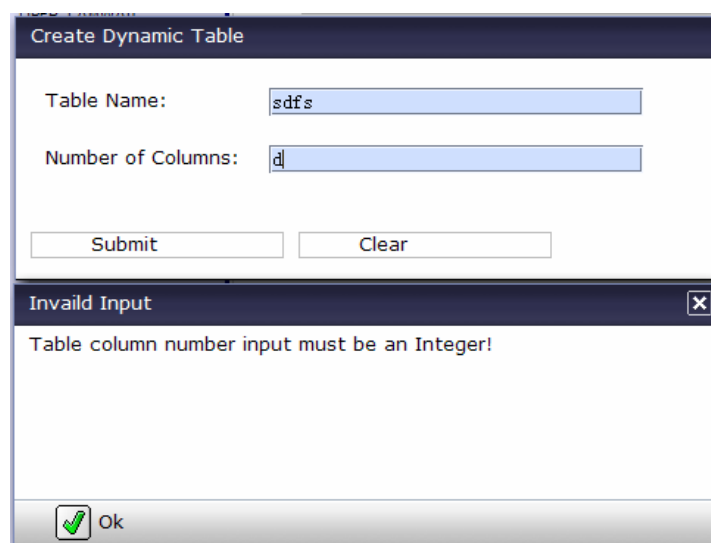 Create Dynamic Table
Table Name: sdfs
Number of Columns: d
Submit Clear
Invaild Input
Table column number input must be an Integer!
Ok